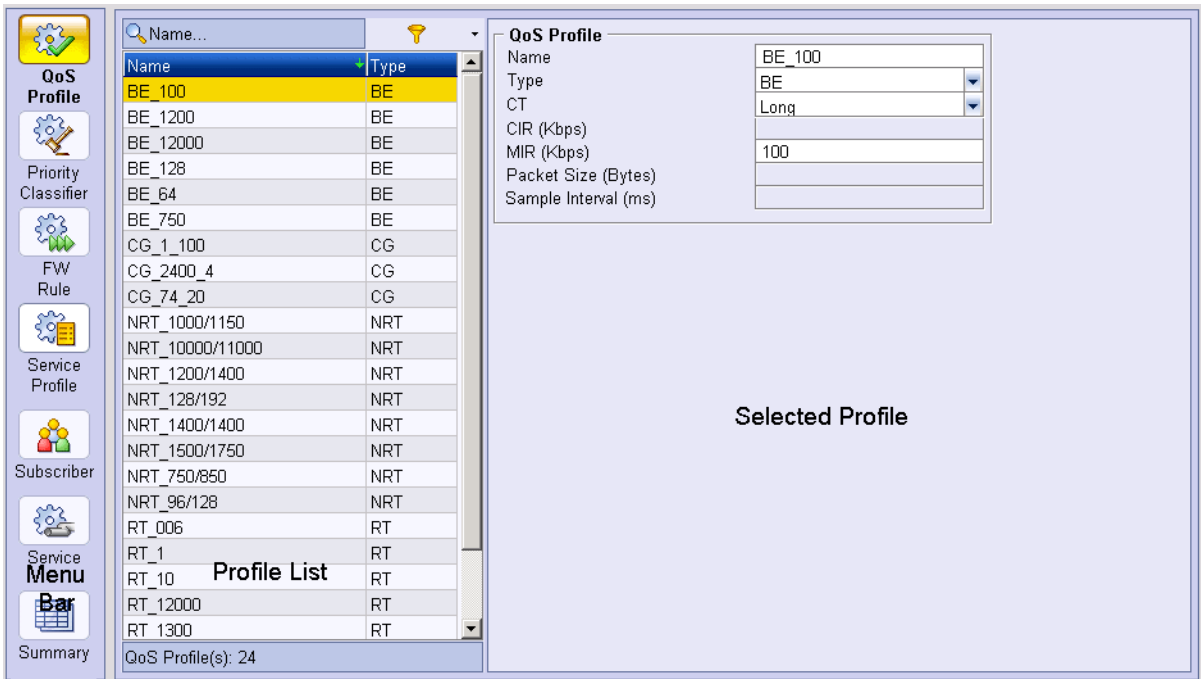 QoS
Profile
Priority
Classifier
FW
Rule
Service
Profile
Subscriber
Service
Menu
Bar
Summary
Name...
Name Type
BE_100 BE
BE_1200 BE
BE_12000 BE
BE_128 BE
BE_64 BE
BE_750 BE
CG_1_100 CG
CG_2400_4 CG
CG_74_20 CG
NRT_1000/1150 NRT
NRT_10000/11000 NRT
NRT_1200/1400 NRT
NRT_128/192 NRT
NRT_1400/1400 NRT
NRT_1500/1750 NRT
NRT_750/850 NRT
NRT_96/128 NRT
RT_006 RT
RT_1 RT
Profile List
RT_10 RT
RT_12000 RT
RT_1300 RT
QoS Profile(s): 24
QoS Profile
Name BE_100
Type BE
CT Long
CIR (Kbps)
MIR (Kbps) 100
Packet Size (Bytes)
Sample Interval (ms)
Selected Profile